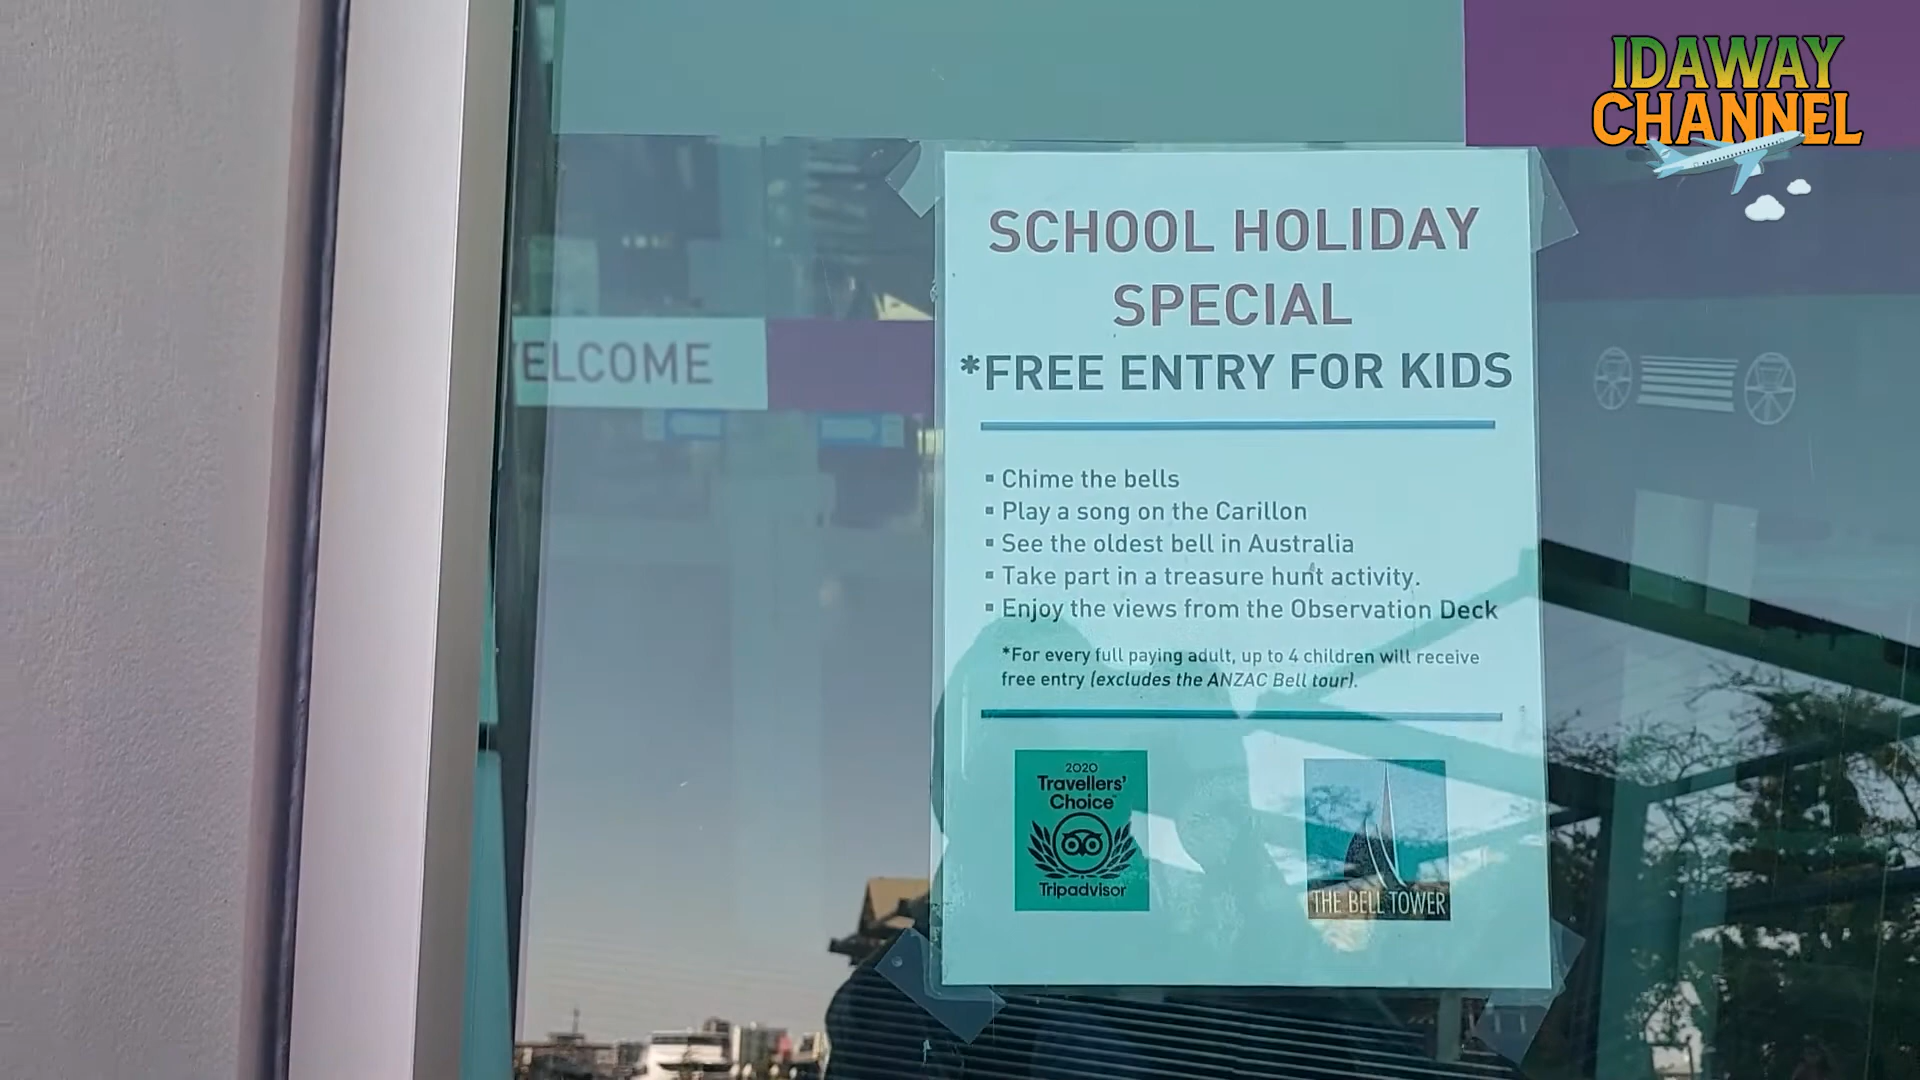 IDAWAY
CHANNEL
SCHOOL HOLIDAY
SPECIAL
*FREE ENTRY FOR KIDS
ELCOME
▪ Chime the bells
▪ Play a song on the Carillon
▪ See the oldest bell in Australia
▪ Take part in a treasure hunt activity.
▪ Enjoy the views from the Observation Deck
*For every full paying adult, up to 4 children will receive
free entry (excludes the ANZAC Bell tour).
2020
Travellers'
Choice™
Tripadvisor
THE BELL TOWER